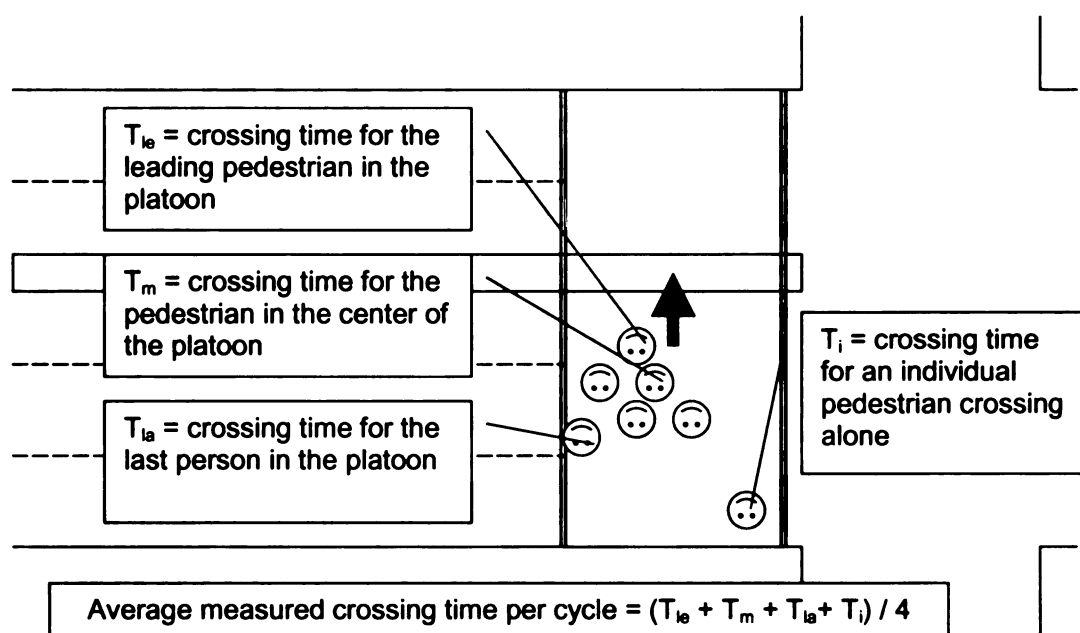 T_le = crossing time for the
leading pedestrian in the
platoon
T_m = crossing time for the
pedestrian in the center of
the platoon
T_la = crossing time for the
last person in the platoon
T_i = crossing time
for an individual
pedestrian crossing
alone
Average measured crossing time per cycle = (T_le + T_m + T_la+ T_i) / 4